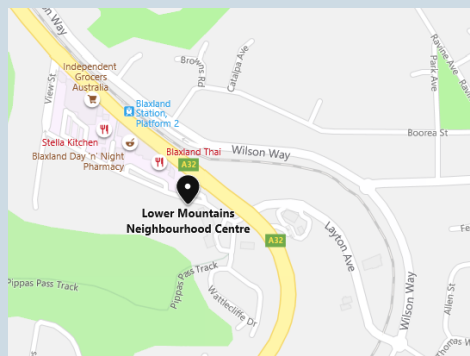 on Way
Wilson Way
Browns Rd
Catalpa Ave
Ravine Ave
Park Ave
Independent
Grocers
Australia
View St
Blaxland
Station,
Platform 2
Boorea St
Stella Kitchen
Blaxland Day 'n' Night
Pharmacy
Blaxland Thai
A32
Lower Mountains
Neighbourhood Centre
A32
Layton Ave
Pippas Pass Track
Pippas Pass Track
Wattlecliffe Dr
Wilson Way
Allen St
Thomas W
Fe